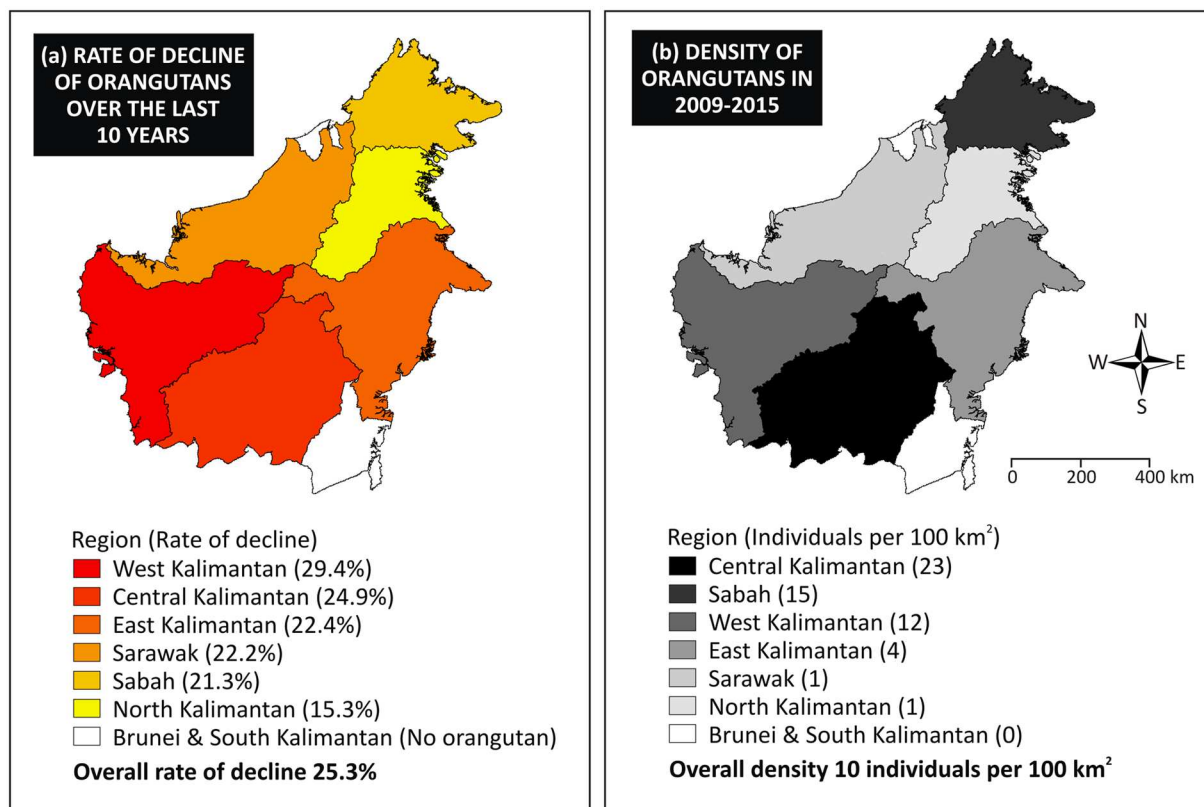 (a) RATE OF DECLINE
OF ORANGUTANS
OVER THE LAST
10 YEARS
Region (Rate of decline)
West Kalimantan (29.4%)
Central Kalimantan (24.9%)
East Kalimantan (22.4%)
Sarawak (22.2%)
Sabah (21.3%)
North Kalimantan (15.3%)
Brunei & South Kalimantan (No orangutan)
Overall rate of decline 25.3%
(b) DENSITY OF
ORANGUTANS IN
2009-2015
N
W E
S
0 200 400 km
Region (Individuals per 100 km²)
Central Kalimantan (23)
Sabah (15)
West Kalimantan (12)
East Kalimantan (4)
Sarawak (1)
North Kalimantan (1)
Brunei & South Kalimantan (0)
Overall density 10 individuals per 100 km²